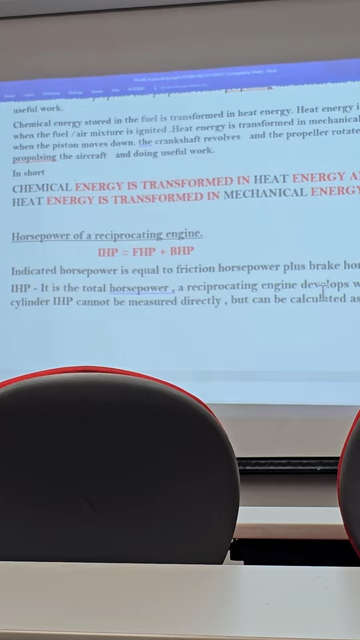 useful work.
Chemical energy stored in the fuel is transformed in heat energy. Heat energy i
when the fuel /air mixture is ignited .Heat energy is transformed in mechanical
when the piston moves down. the crankshaft revolves and the propeller rotate
propulsing the aircraft and doing useful work.
In short
CHEMICAL ENERGY IS TRANSFORMED IN HEAT ENERGY A
HEAT ENERGY IS TRANSFORMED IN MECHANICAL ENERGY
Horsepower of a reciprocating engine.
IHP = FHP + BHP
Indicated horsepower is equal to friction horsepower plus brake ho
IHP - It is the total horsepower , a reciprocating engine develops w
cylinder IHP cannot be measured directly , but can be calculated as